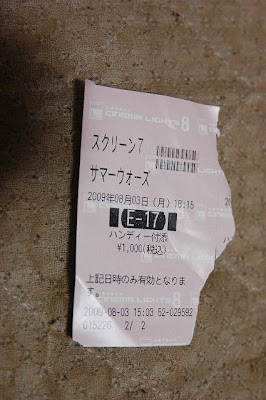 CINEMA LIGHTS 8
スクリーン7
サマーウォーズ
2009年08月03日(月) 18:15
E-17
ハンディー付添
¥1,000(税込)
上記日時のみ有効となりま
す。
2009-08-03 15:03 52-029592
015226 2/ 2